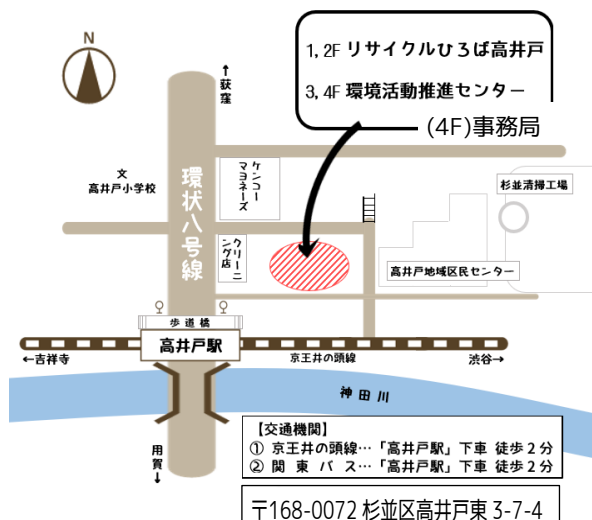 N
1, 2F リサイクルひろば高井戸
3, 4F 環境活動推進センター
(4F)事務局
↑荻窪
文
高井戸小学校
環状八号線
ケンコーマヨネーズ
杉並清掃工場
クリーニング店
高井戸地域区民センター
歩道橋
高井戸駅
←吉祥寺
京王井の頭線
渋谷→
神田川
用賀↓
【交通機関】
① 京王井の頭線…「高井戸駅」下車 徒歩２分
② 関 東 バ ス…「高井戸駅」下車 徒歩２分
〒168-0072 杉並区高井戸東 3-7-4